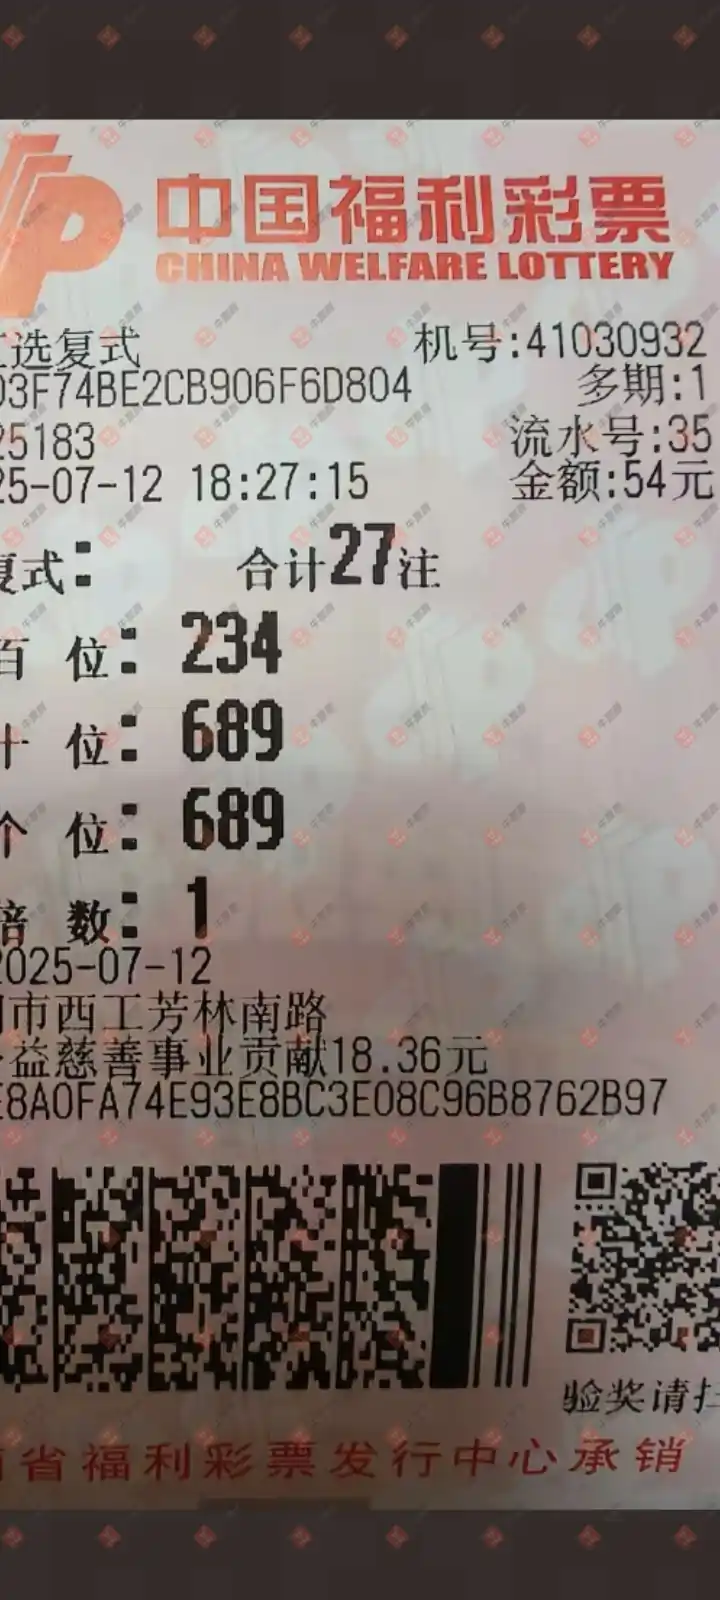 中国福利彩票
CHINA WELFARE LOTTERY
选复式 机号:41030932
03F74BE2CB906F6D804 多期:1
25183 流水号:35
25-07-12 18:27:15 金额:54元
复式: 合计27注
百 位: 234
十 位: 689
个 位: 689
倍 数: 1
2025-07-12
市西工芳林南路
益慈善事业贡献18.36元
E8A0FA74E93E8BC3E08C96B8762B97
验奖请扫
省福利彩票发行中心承销